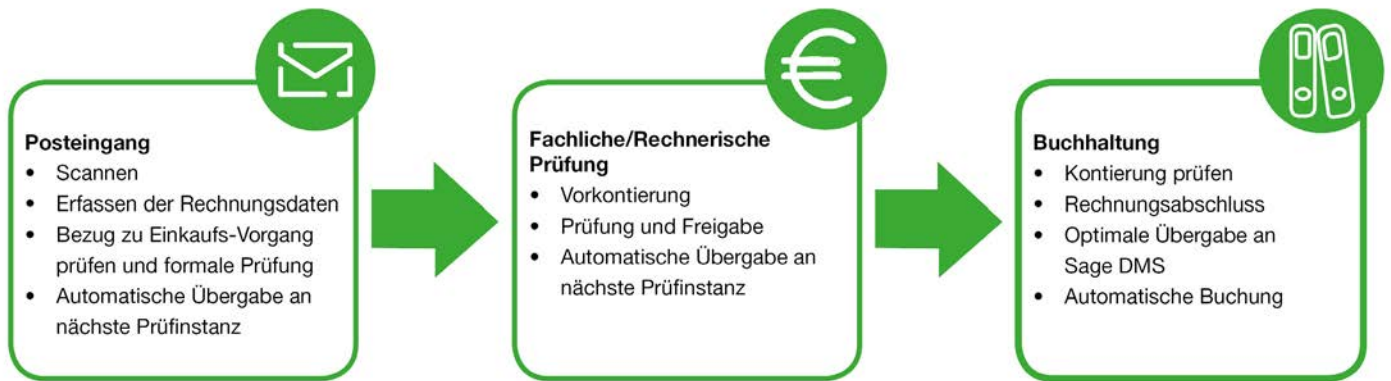 Posteingang
• Scannen
• Erfassen der Rechnungsdaten
• Bezug zu Einkaufs-Vorgang
prüfen und formale Prüfung
• Automatische Übergabe an
nächste Prüfinstanz
Fachliche/Rechnerische
Prüfung
• Vorkontierung
• Prüfung und Freigabe
• Automatische Übergabe an
nächste Prüfinstanz
Buchhaltung
• Kontierung prüfen
• Rechnungsabschluss
• Optimale Übergabe an
Sage DMS
• Automatische Buchung